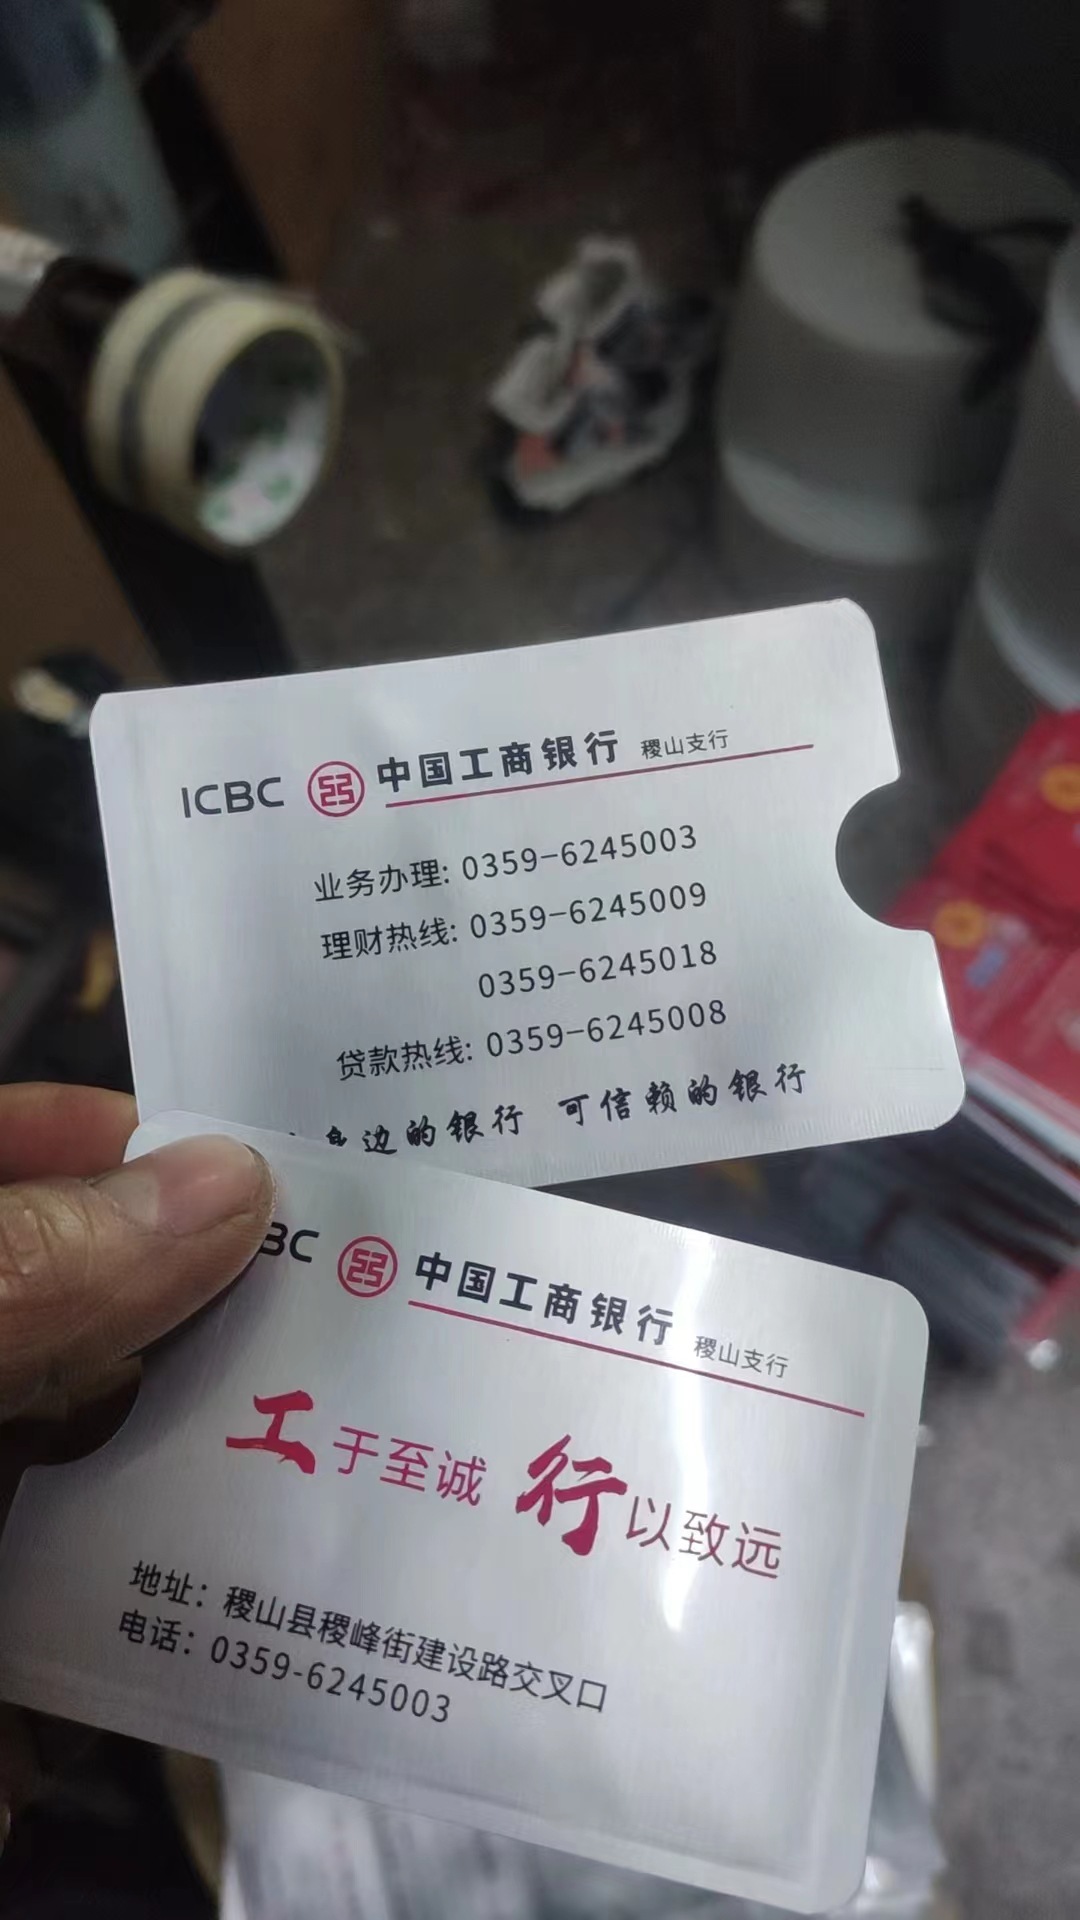 ICBC 中国工商银行 稷山支行
业务办理: 0359-6245003
理财热线: 0359-6245009
0359-6245018
贷款热线: 0359-6245008
身边的银行 可信赖的银行
BC 中国工商银行 稷山支行
工于至诚 行以致远
地址：稷山县稷峰街建设路交叉口
电话：0359-6245003